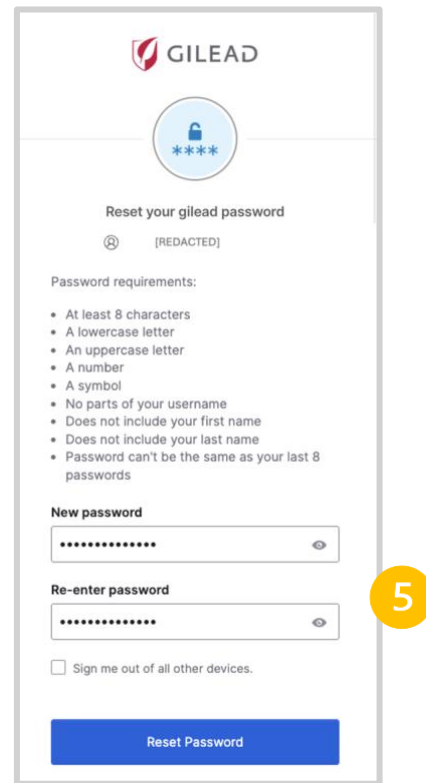 GILEAD
****
Reset your gilead password
[REDACTED]
Password requirements:
• At least 8 characters
• A lowercase letter
• An uppercase letter
• A number
• A symbol
• No parts of your username
• Does not include your first name
• Does not include your last name
• Password can't be the same as your last 8
passwords
New password
••••••••••••••
Re-enter password
••••••••••••••
5
Sign me out of all other devices.
Reset Password